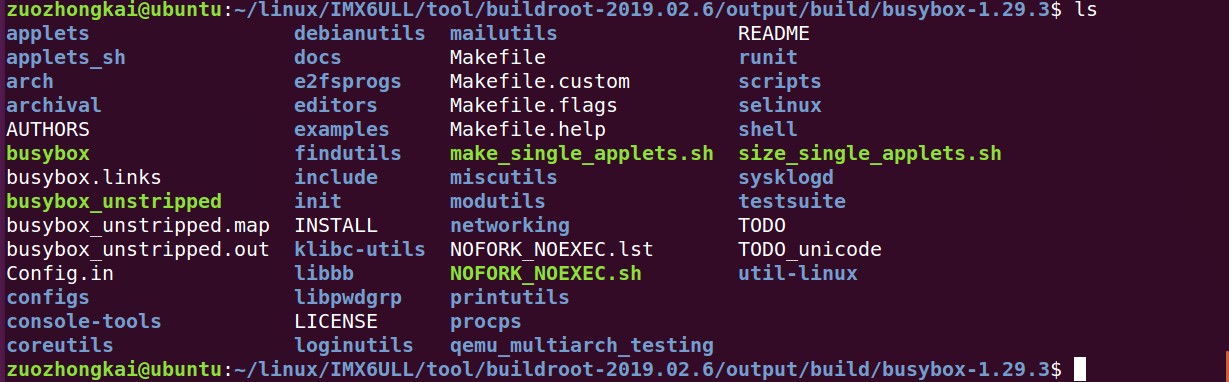 zuozhongkai@ubuntu:~/linux/IMX6ULL/tool/buildroot-2019.02.6/output/build/busybox-1.29.3$ ls
applets debianutils mailutils README
applets_sh docs Makefile runit
arch e2fsprogs Makefile.custom scripts
archival editors Makefile.flags selinux
AUTHORS examples Makefile.help shell
busybox findutils make_single_applets.sh size_single_applets.sh
busybox.links include miscutils sysklogd
busybox_unstripped init modutils testsuite
busybox_unstripped.map INSTALL networking TODO
busybox_unstripped.out klibc-utils NOFORK_NOEXEC.lst TODO_unicode
Config.in libbb NOFORK_NOEXEC.sh util-linux
configs libpwdgrp printutils
console-tools LICENSE procps
coreutils loginutils qemu_multiarch_testing
zuozhongkai@ubuntu:~/linux/IMX6ULL/tool/buildroot-2019.02.6/output/build/busybox-1.29.3$